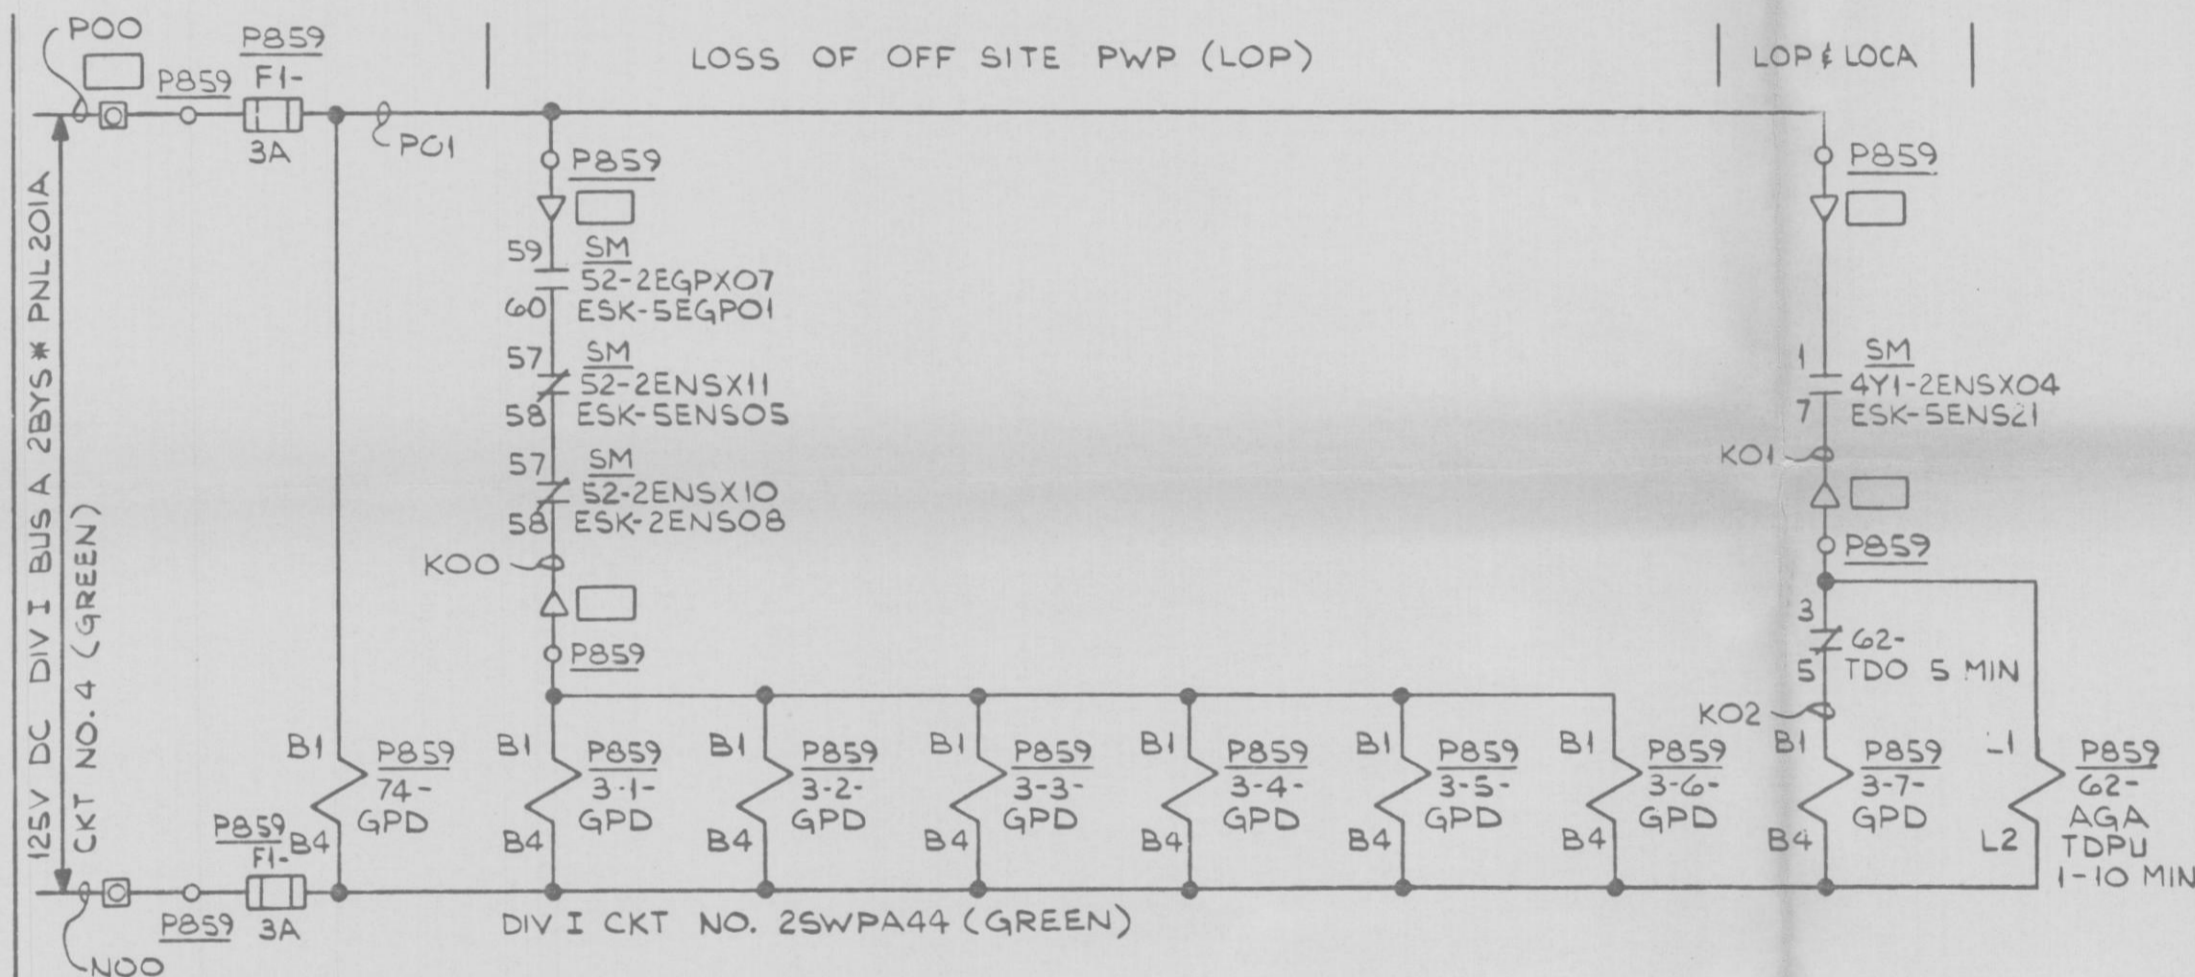 P00
P859
F1-
P859
3A
P01
LOSS OF OFF SITE PWP (LOP)
LOP & LOCA
125V DC DIV I BUS A 2BYS* PNL201A
CKT NO. 4 (GREEN)
P859
59
SM
52-2EGPX07
60
ESK-5EGP01
57
SM
52-2ENSX11
58
ESK-5ENS05
57
SM
52-2ENSX10
58
ESK-2ENS08
K00
P859
P859
1
SM
4Y1-2ENSX04
7
ESK-5ENS21
K01
P859
3
62-
5
TDO 5 MIN
K02
B1
P859
74-
GPD
B4
B1
P859
3-1-
GPD
B4
B1
P859
3-2-
GPD
B4
B1
P859
3-3-
GPD
B4
B1
P859
3-4-
GPD
B4
B1
P859
3-5-
GPD
B4
B1
P859
3-6-
GPD
B4
B1
P859
3-7-
GPD
B4
L1
P859
62-
AGA
L2
TDPU
1-10 MIN
P859
F1-
P859
3A
N00
DIV I CKT NO. 2SWPA44 (GREEN)